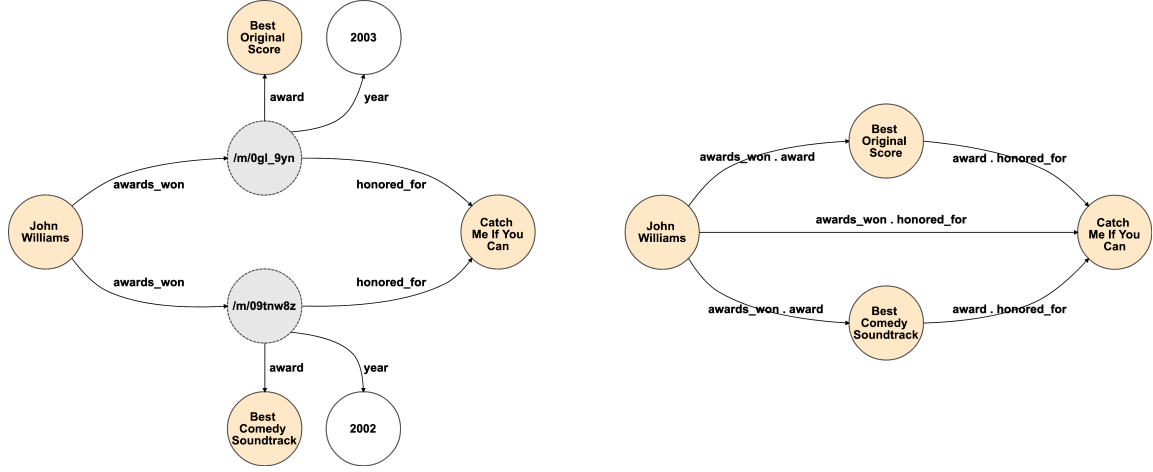 Best
Original
Score
2003
award
year
/m/0gl_9yn
awards_won
honored_for
John
Williams
Catch
Me If You
Can
awards_won
honored_for
/m/09tnw8z
award
year
Best
Comedy
Soundtrack
2002
Best
Original
Score
awards_won . award
award . honored_for
John
Williams
awards_won . honored_for
Catch
Me If You
Can
awards_won . award
award . honored_for
Best
Comedy
Soundtrack